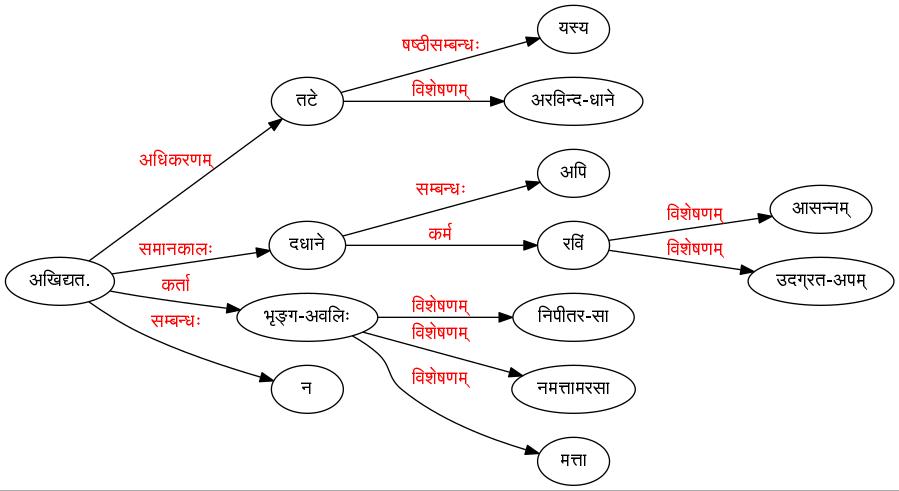 यस्य
षष्ठीसम्बन्धः
तटे
विशेषणम्
अरविन्द-धाने
अधिकरणम्
अपि
सम्बन्धः
आसन्नम्
विशेषणम्
समानकालः
दधाने
कर्म
रविं
विशेषणम्
उदग्रत-अपम्
अखिद्यत.
कर्ता
भृङ्ग-अवलिः
विशेषणम्
निपीतर-सा
सम्बन्धः
विशेषणम्
न
विशेषणम्
नमत्तामरसा
मत्ता